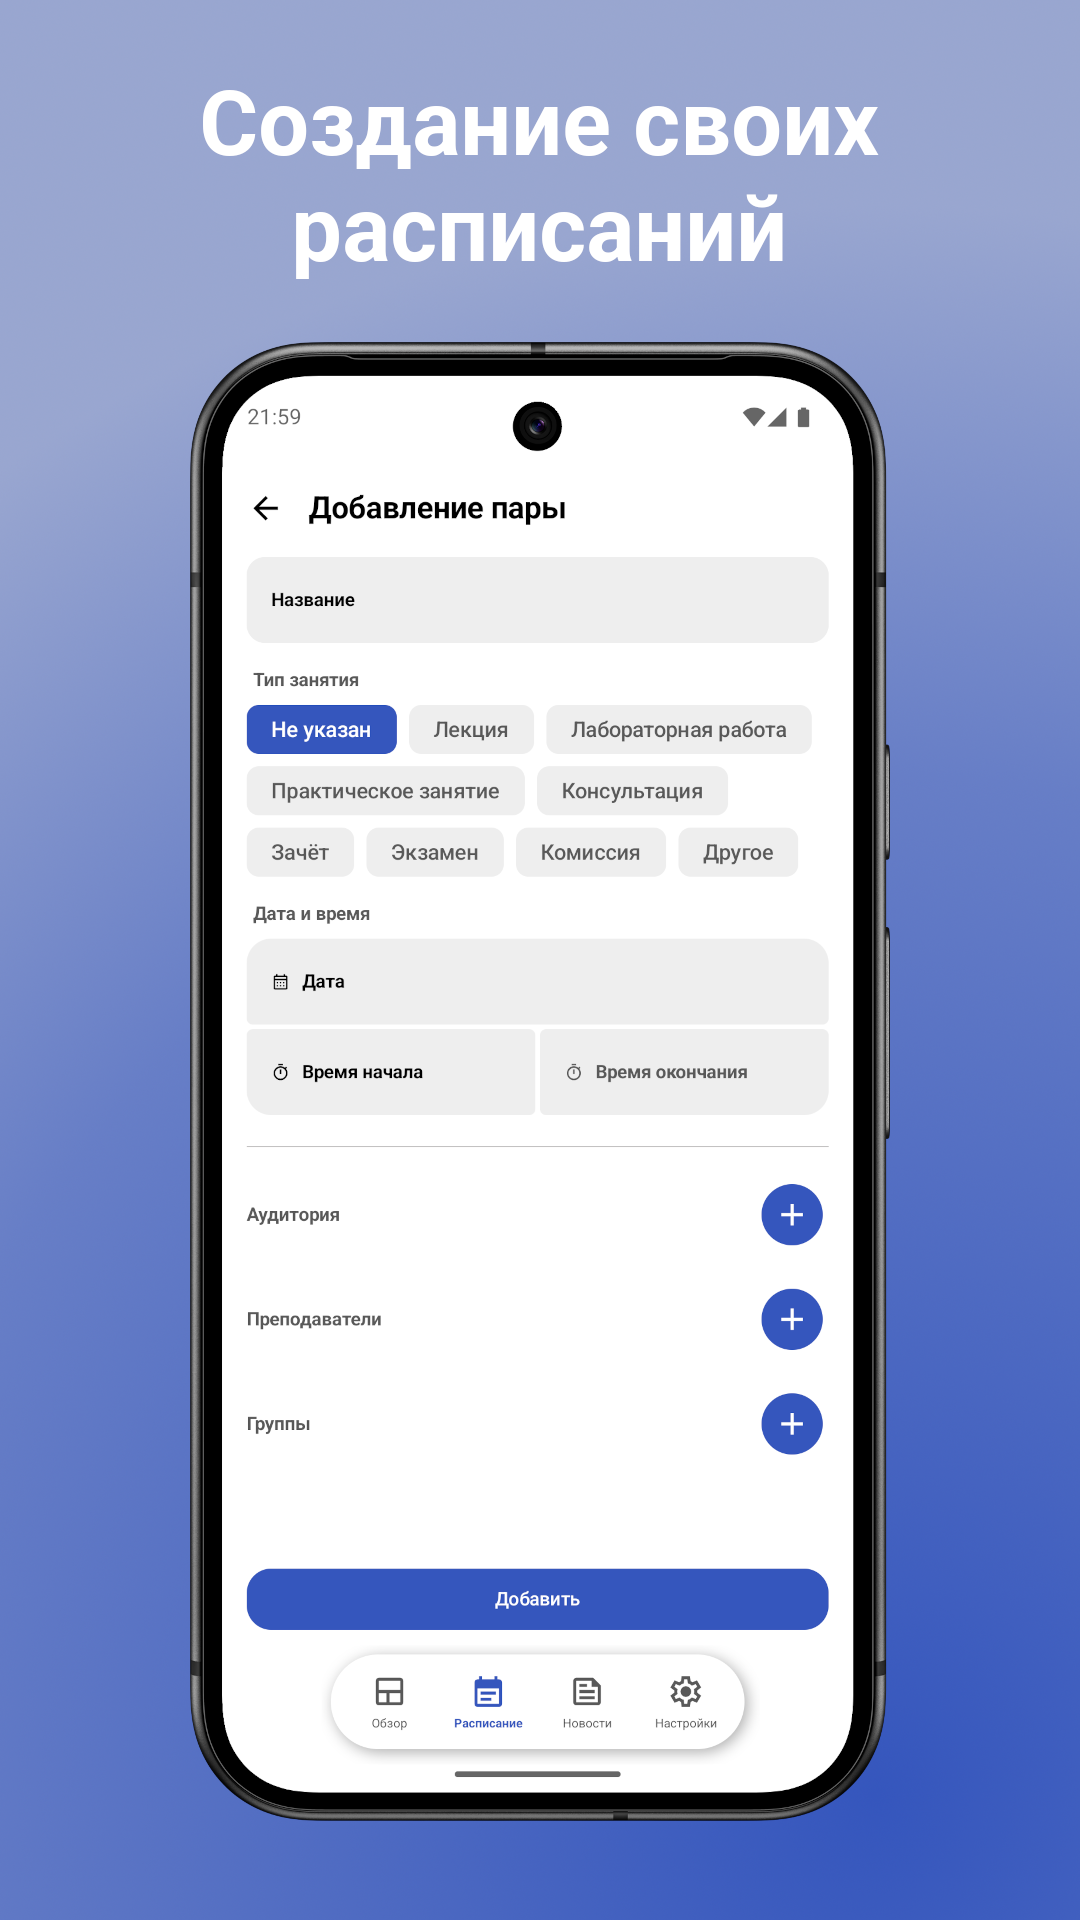 Создание своих
расписаний
21:59
Добавление пары
Название
Тип занятия
Не указан Лекция Лабораторная работа
Практическое занятие Консультация
Зачёт Экзамен Комиссия Другое
Дата и время
Дата
Время начала Время окончания
Аудитория
Преподаватели
Группы
Добавить
Обзор Расписание Новости Настройки